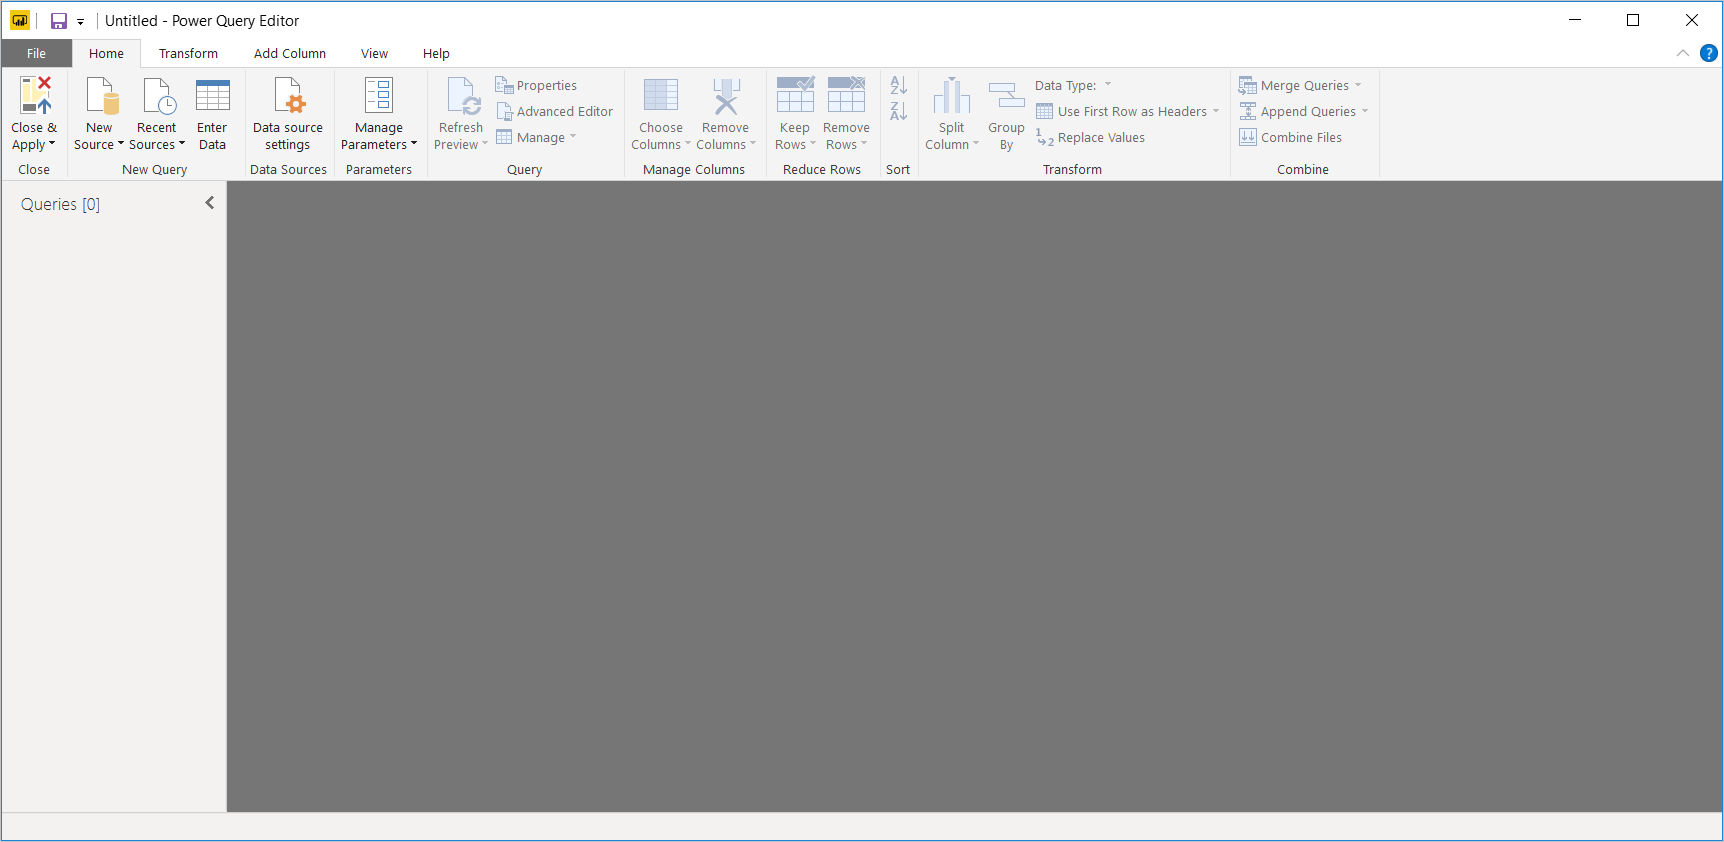 Untitled - Power Query Editor
File Home Transform Add Column View Help
?
Close &
Apply
Close
New
Source
Recent
Sources
Enter
Data
New Query
Data source
settings
Data Sources
Manage
Parameters
Parameters
Refresh
Preview
Properties
Advanced Editor
Manage
Query
Choose
Columns
Remove
Columns
Manage Columns
Keep
Rows
Remove
Rows
Reduce Rows
A
Z
Z
A
Sort
Split
Column
Group
By
Data Type:
Use First Row as Headers
1
2
Replace Values
Transform
Merge Queries
Append Queries
Combine Files
Combine
Queries [0]